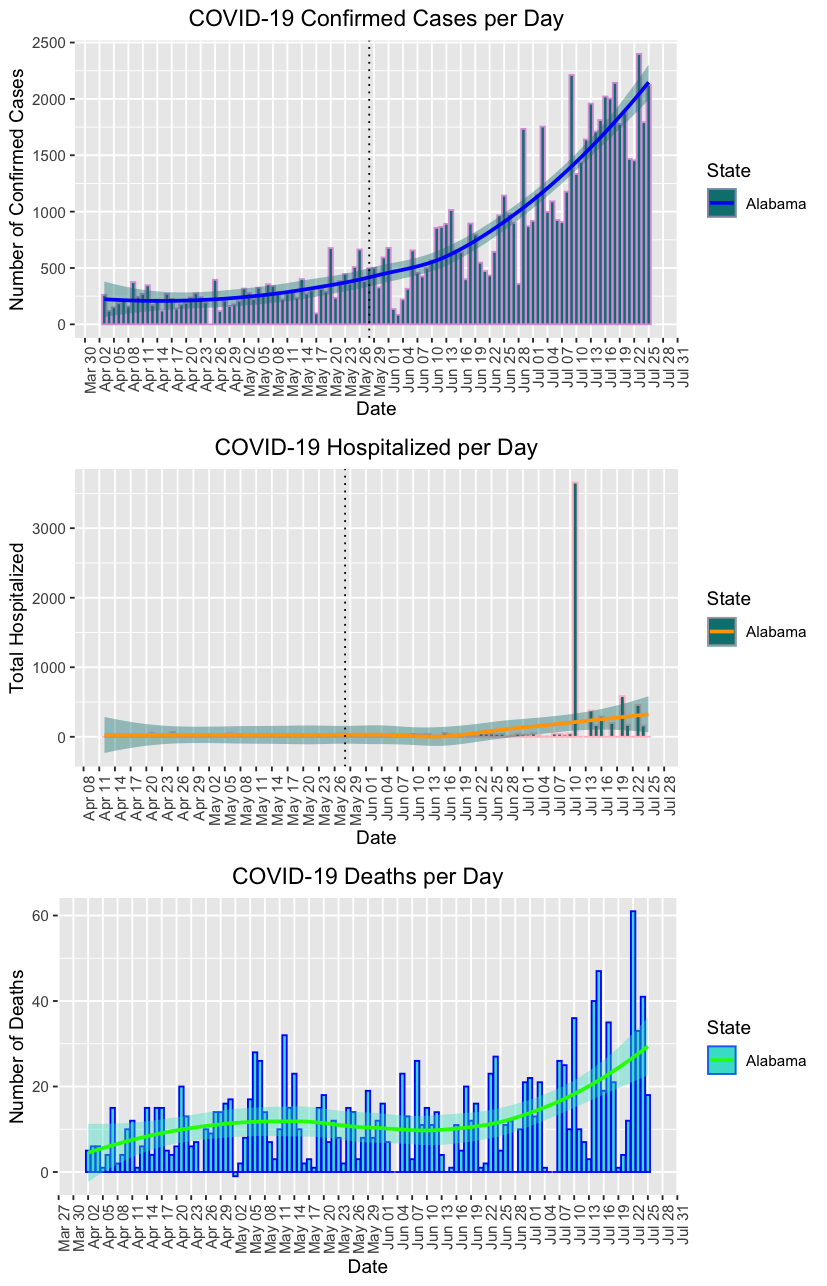 COVID-19 Confirmed Cases per Day
Number of Confirmed Cases
2500
2000
1500
1000
500
0
Mar 30 Apr 02 Apr 05 Apr 08 Apr 11 Apr 14 Apr 17 Apr 20 Apr 23 Apr 26 Apr 29 May 02 May 05 May 08 May 11 May 14 May 17 May 20 May 23 May 26 May 29 Jun 01 Jun 04 Jun 07 Jun 10 Jun 13 Jun 16 Jun 19 Jun 22 Jun 25 Jun 28 Jul 01 Jul 04 Jul 07 Jul 10 Jul 13 Jul 16 Jul 19 Jul 22 Jul 25 Jul 28 Jul 31
Date
State
Alabama
COVID-19 Hospitalized per Day
Total Hospitalized
3000
2000
1000
0
Apr 08 Apr 11 Apr 14 Apr 17 Apr 20 Apr 23 Apr 26 Apr 29 May 02 May 05 May 08 May 11 May 14 May 17 May 20 May 23 May 26 May 29 Jun 01 Jun 04 Jun 07 Jun 10 Jun 13 Jun 16 Jun 19 Jun 22 Jun 25 Jun 28 Jul 01 Jul 04 Jul 07 Jul 10 Jul 13 Jul 16 Jul 19 Jul 22 Jul 25 Jul 28
Date
State
Alabama
COVID-19 Deaths per Day
Number of Deaths
60
40
20
0
Mar 27 Mar 30 Apr 02 Apr 05 Apr 08 Apr 11 Apr 14 Apr 17 Apr 20 Apr 23 Apr 26 Apr 29 May 02 May 05 May 08 May 11 May 14 May 17 May 20 May 23 May 26 May 29 Jun 01 Jun 04 Jun 07 Jun 10 Jun 13 Jun 16 Jun 19 Jun 22 Jun 25 Jun 28 Jul 01 Jul 04 Jul 07 Jul 10 Jul 13 Jul 16 Jul 19 Jul 22 Jul 25 Jul 28 Jul 31
Date
State
Alabama